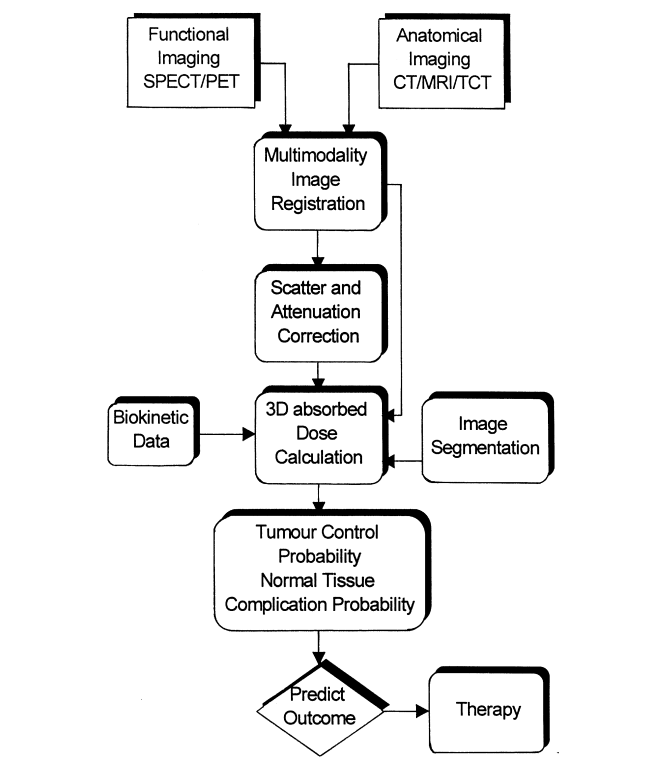 Functional
Imaging
SPECT/PET
Anatomical
Imaging
CT/MRI/TCT
Multimodality
Image
Registration
Scatter and
Attenuation
Correction
Biokinetic
Data
3D absorbed
Dose
Calculation
Image
Segmentation
Tumour Control
Probability
Normal Tissue
Complication Probability
Predict
Outcome
Therapy